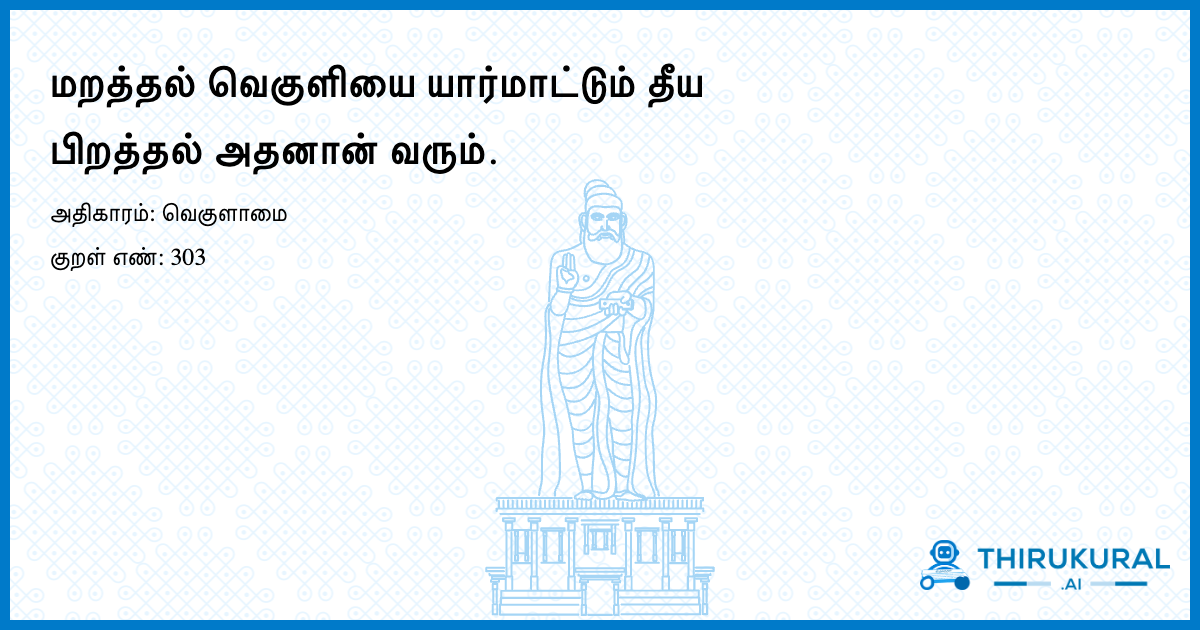 மறத்தல் வெகுளியை யார்மாட்டும் தீய
பிறத்தல் அதனான் வரும்.
அதிகாரம்: வெகுளாமை
குறள் எண்: 303
THIRUKURAL
.AI